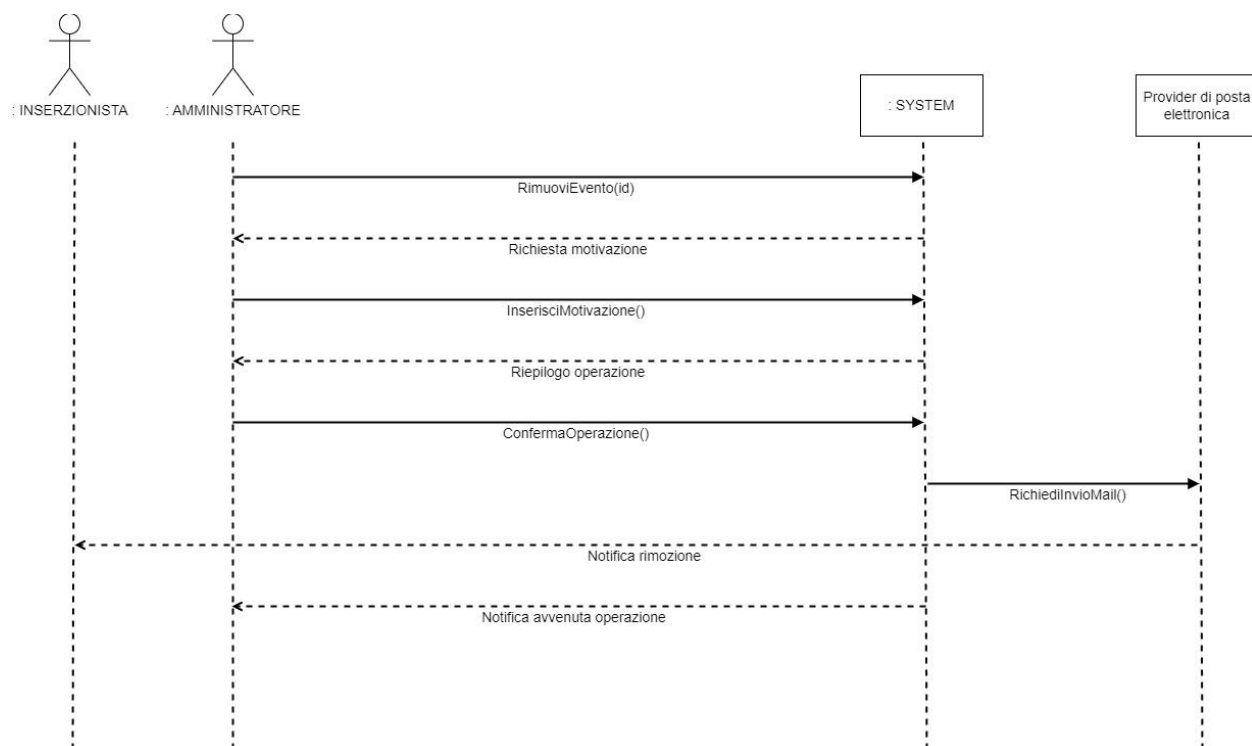 : INSERZIONISTA
: AMMINISTRATORE
: SYSTEM
Provider di posta
elettronica
RimuoviEvento(id)
Richiesta motivazione
InserisciMotivazione()
Riepilogo operazione
ConfermaOperazione()
RichiediInvioMail()
Notifica rimozione
Notifica avvenuta operazione